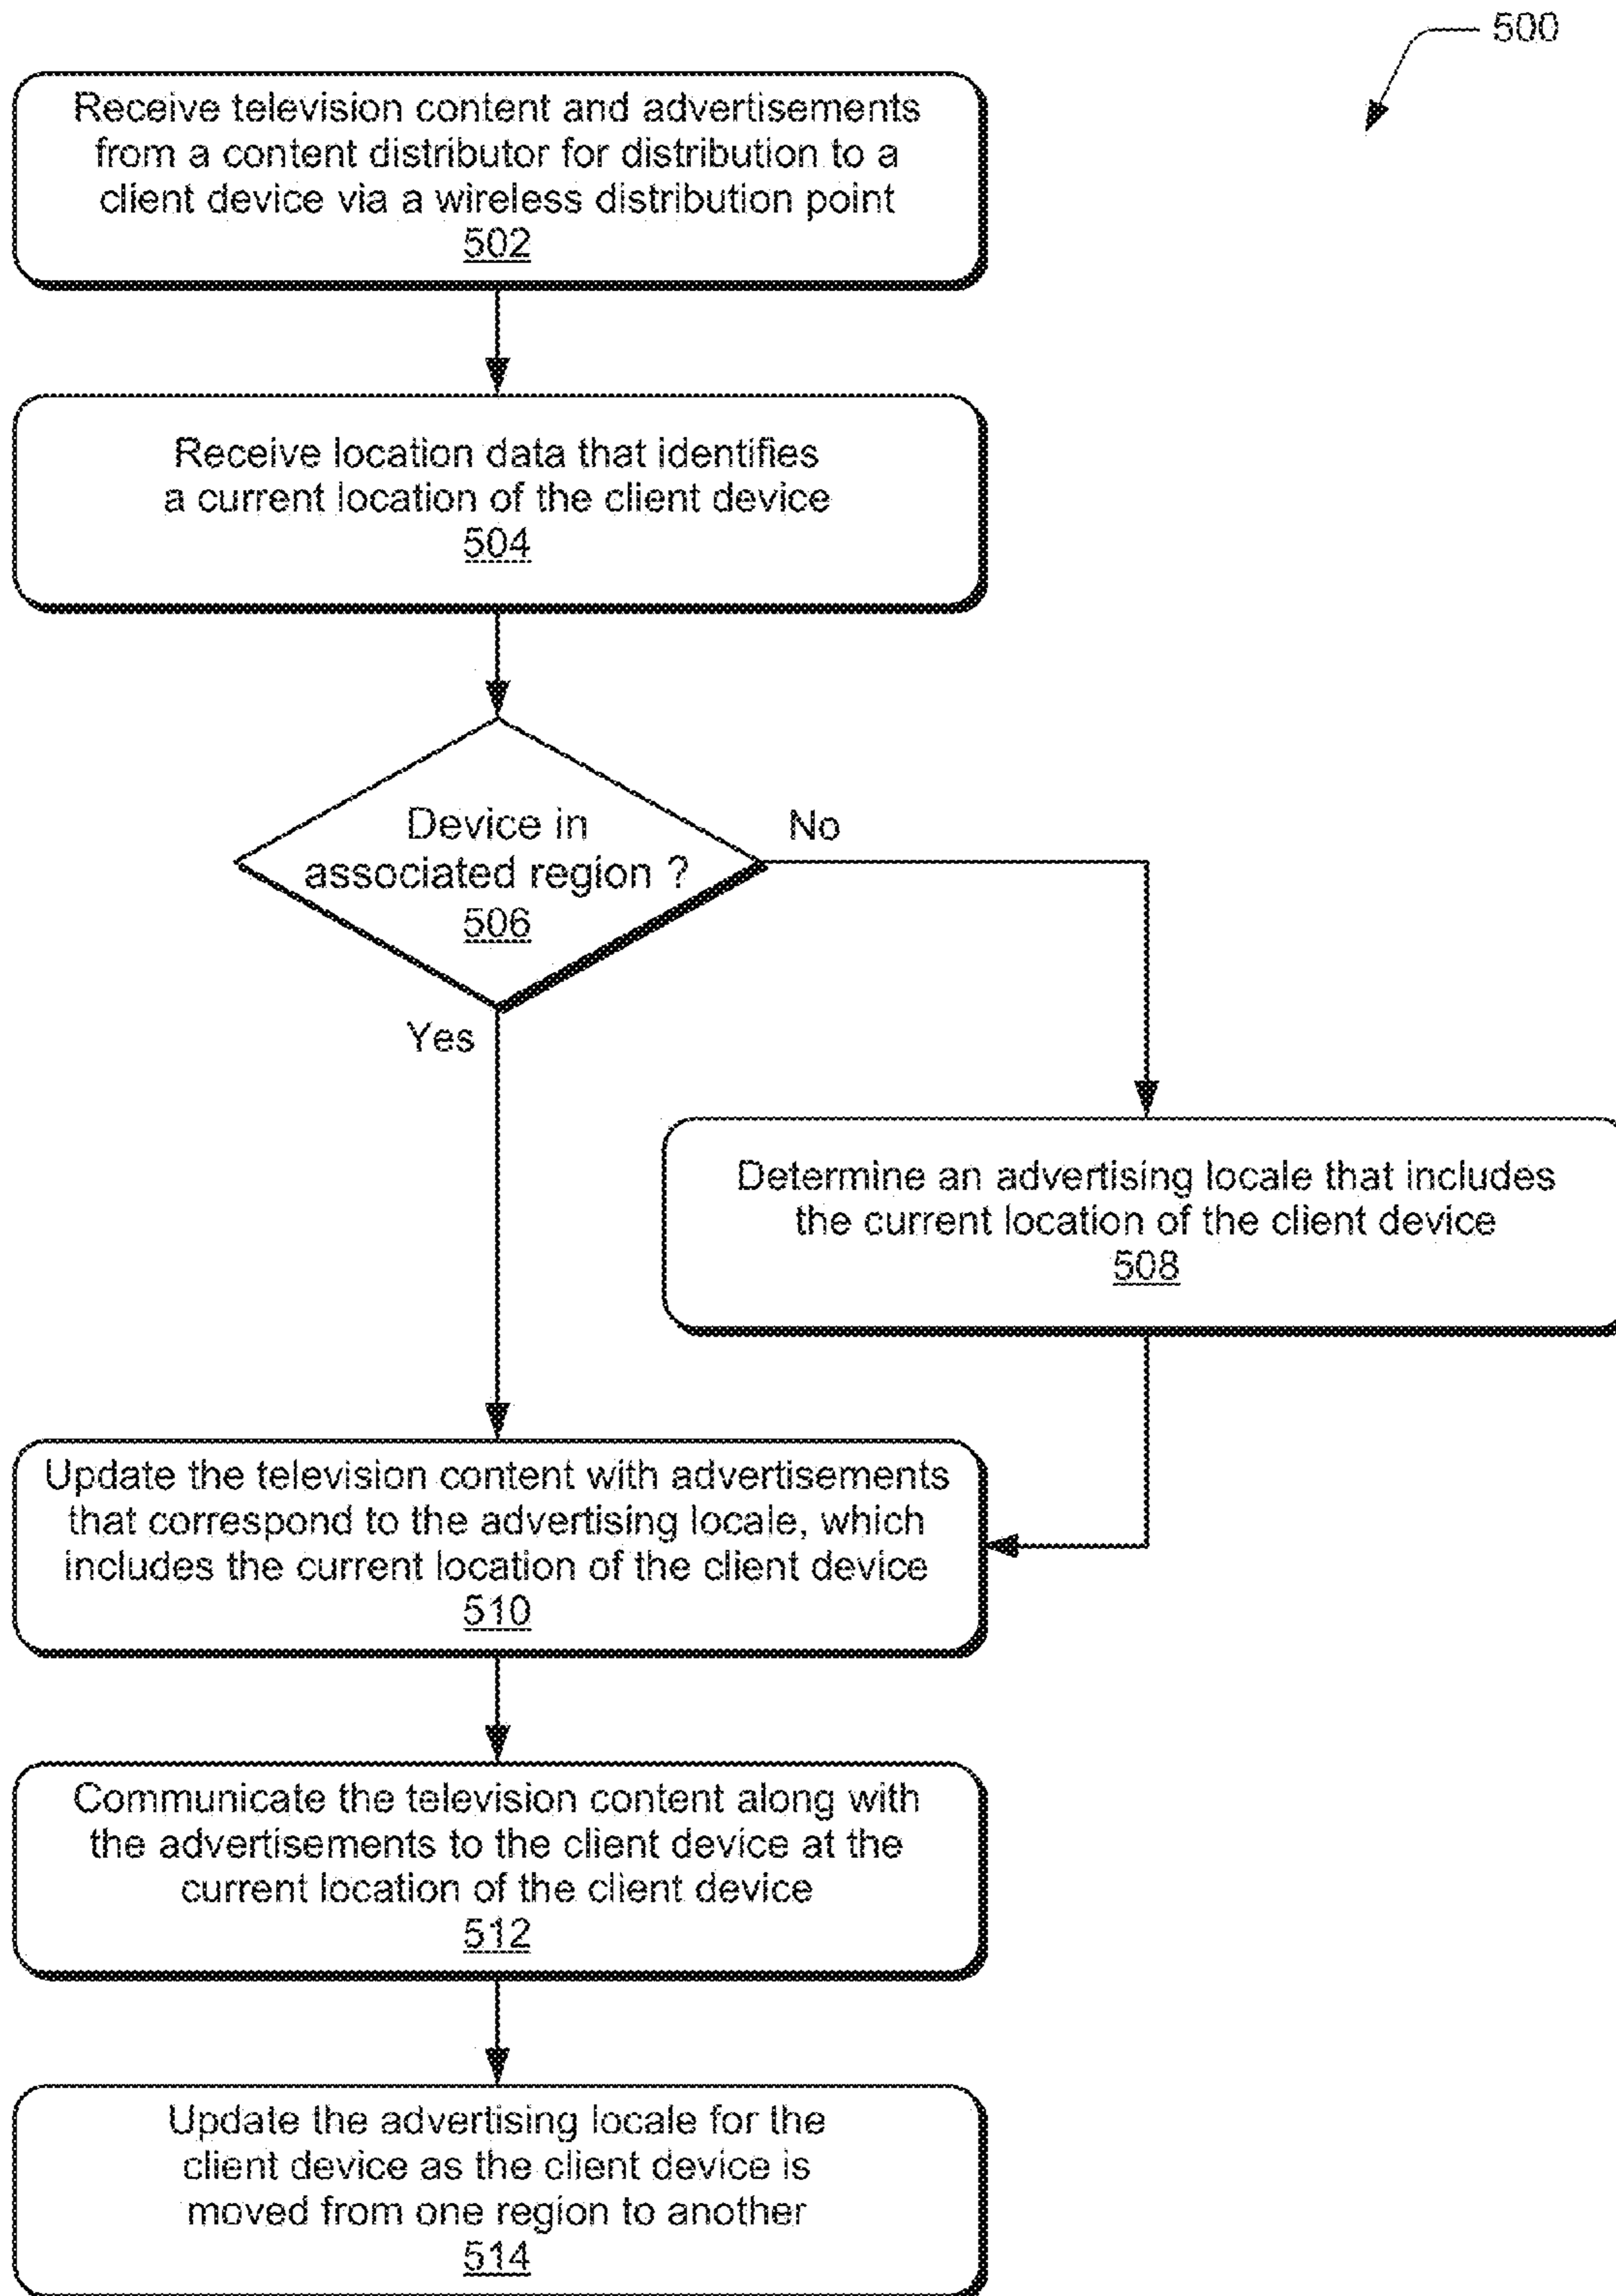 500
Receive television content and advertisements
from a content distributor for distribution to a
client device via a wireless distribution point
502
Receive location data that identifies
a current location of the client device
504
Device in
associated region ?
506
No
Yes
Determine an advertising locale that includes
the current location of the client device
508
Update the television content with advertisements
that correspond to the advertising locale, which
includes the current location of the client device
510
Communicate the television content along with
the advertisements to the client device at the
current location of the client device
512
Update the advertising locale for the
client device as the client device is
moved from one region to another
514